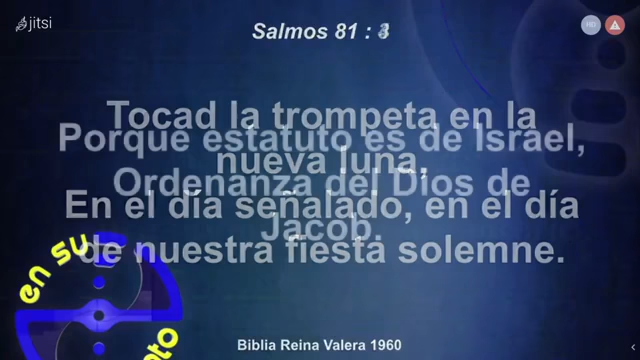 jitsi
HD
Salmos 81 :
Tocad la trompeta en la
nueva luna,
En el día señalado, en el día
de nuestra fiesta solemne.
Porque estatuto es de Israel,
Ordenanza del Dios de
Jacob.
en su
Biblia Reina Valera 1960